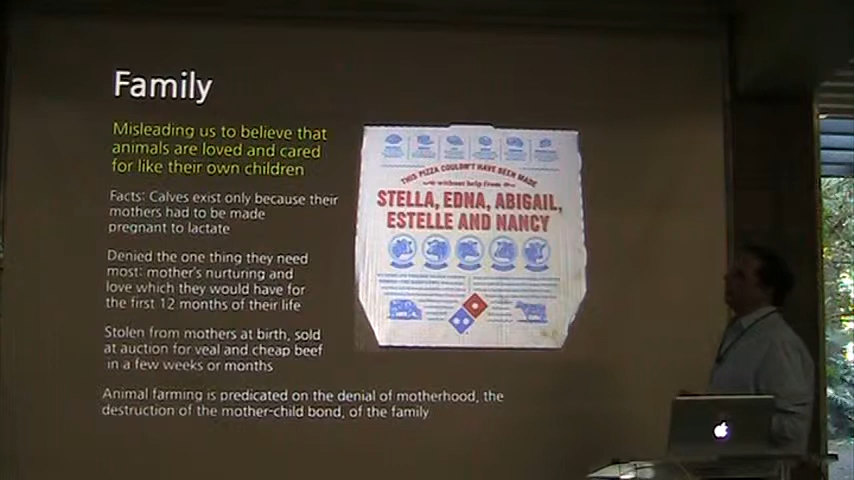 Family
Misleading us to believe that
animals are loved and cared
for like their own children
Facts: Calves exist only because their
mothers had to be made
pregnant to lactate
Denied the one thing they need
most: mother's nurturing and
love which they would have for
the first 12 months of their life
Stolen from mothers at birth, sold
at auction for veal and cheap beef
in a few weeks or months
Animal farming is predicated on the denial of motherhood, the
destruction of the mother-child bond, of the family
THIS PIZZA COULDN'T HAVE BEEN MADE
without help from
STELLA, EDNA, ABIGAIL,
ESTELLE AND NANCY